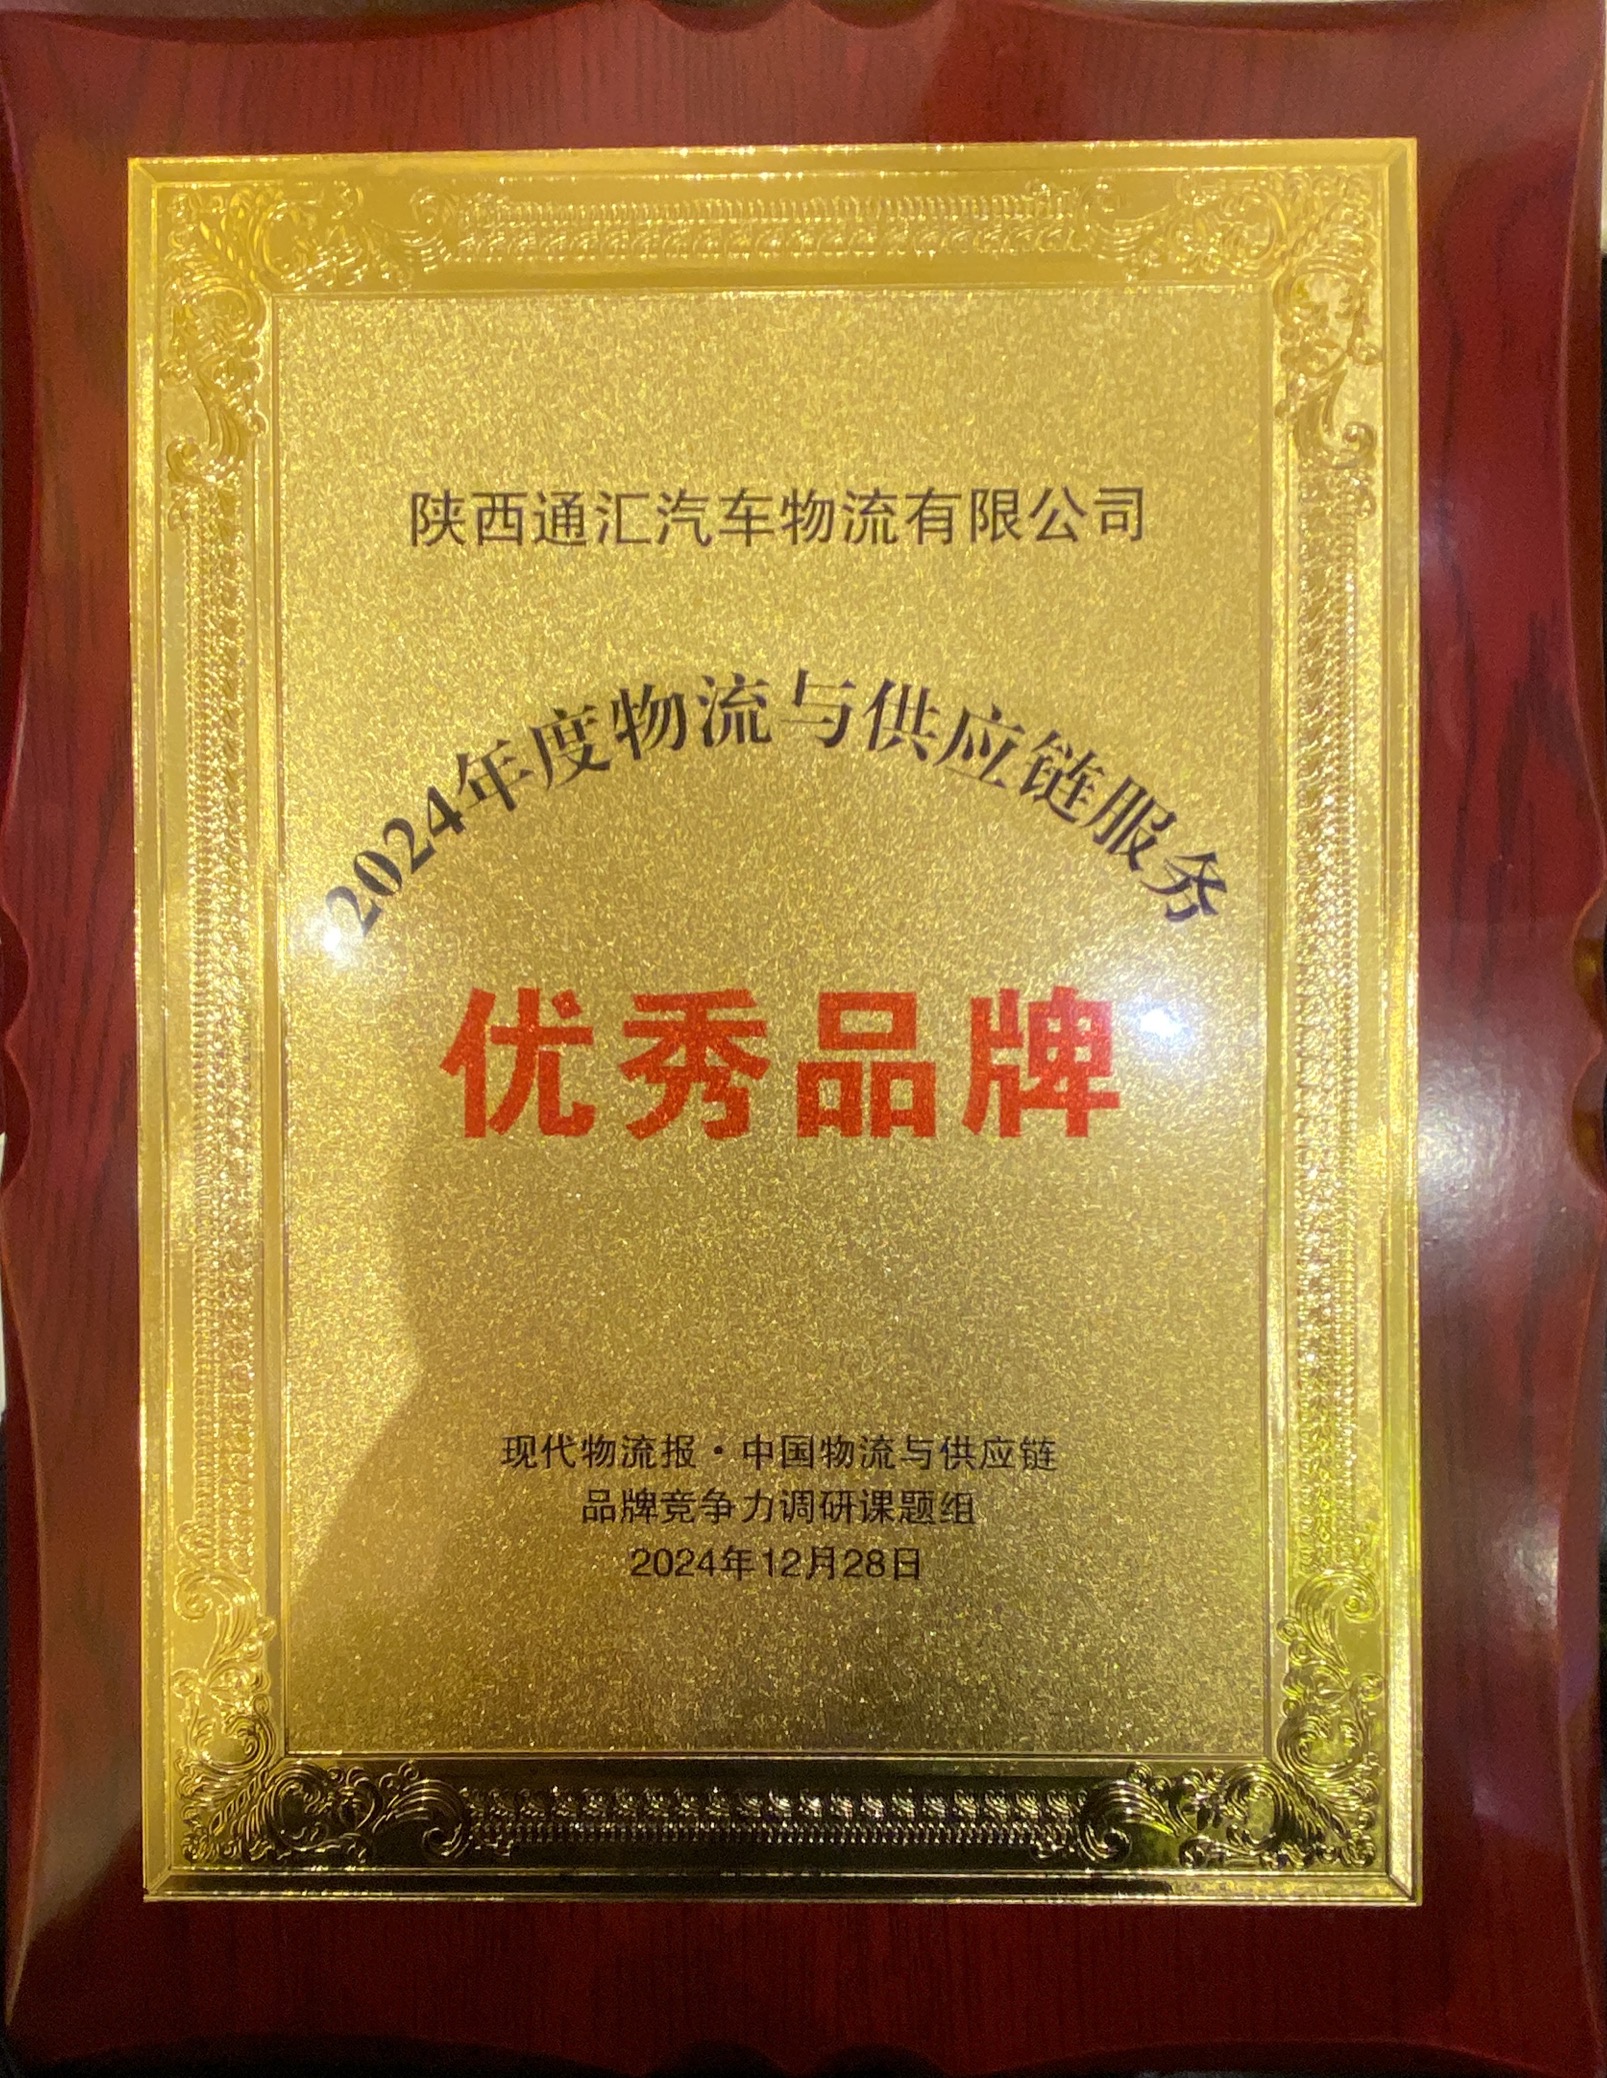 陕西通汇汽车物流有限公司
2024年度物流与供应链服务
优秀品牌
现代物流报·中国物流与供应链
品牌竞争力调研课题组
2024年12月28日